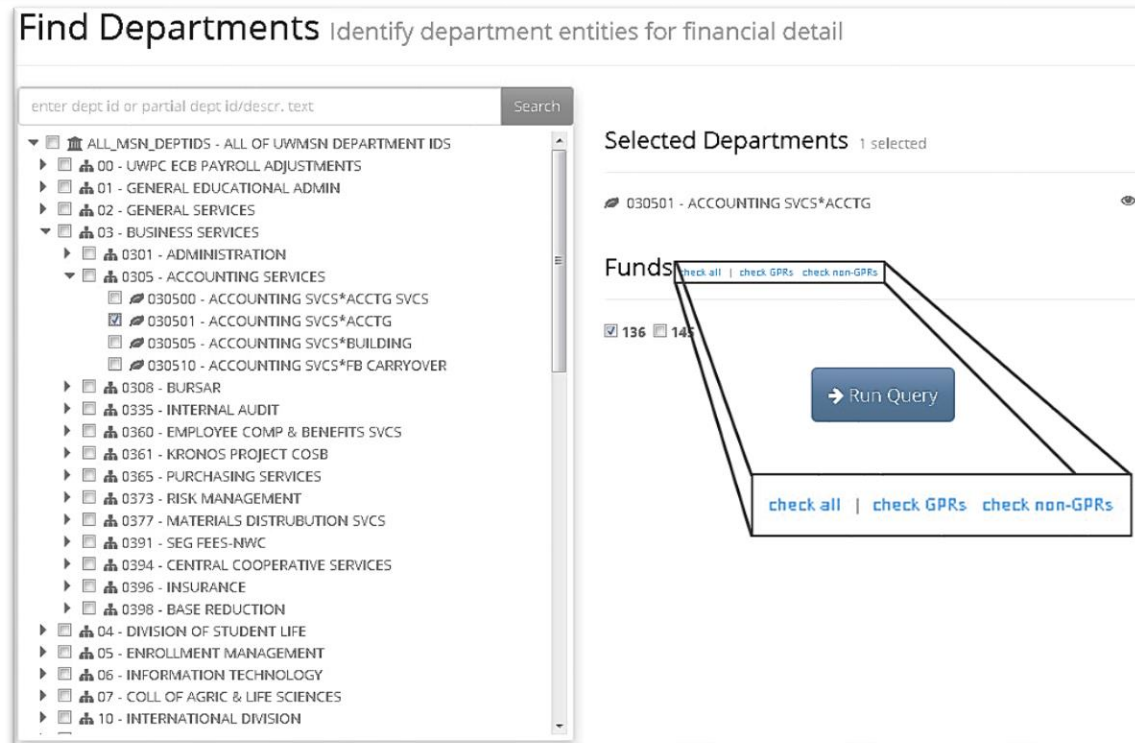 Find Departments Identify department entities for financial detail
enter dept id or partial dept id/descr. text Search
ALL_MSN_DEPTIDS - ALL OF UWMSN DEPARTMENT IDS
00 - UWPC ECB PAYROLL ADJUSTMENTS
01 - GENERAL EDUCATIONAL ADMIN
02 - GENERAL SERVICES
03 - BUSINESS SERVICES
0301 - ADMINISTRATION
0305 - ACCOUNTING SERVICES
030500 - ACCOUNTING SVCS*ACCTG SVCS
030501 - ACCOUNTING SVCS*ACCTG
030505 - ACCOUNTING SVCS*BUILDING
030510 - ACCOUNTING SVCS*FB CARRYOVER
0308 - BURSAR
0335 - INTERNAL AUDIT
0360 - EMPLOYEE COMP & BENEFITS SVCS
0361 - KRONOS PROJECT COSB
0365 - PURCHASING SERVICES
0373 - RISK MANAGEMENT
0377 - MATERIALS DISTRUBUTION SVCS
0391 - SEG FEES-NWC
0394 - CENTRAL COOPERATIVE SERVICES
0396 - INSURANCE
0398 - BASE REDUCTION
04 - DIVISION OF STUDENT LIFE
05 - ENROLLMENT MANAGEMENT
06 - INFORMATION TECHNOLOGY
07 - COLL OF AGRIC & LIFE SCIENCES
10 - INTERNATIONAL DIVISION
Selected Departments 1 selected
030501 - ACCOUNTING SVCS*ACCTG
Funds check all | check GPRs check non-GPRs
136 145
Run Query
check all | check GPRs check non-GPRs